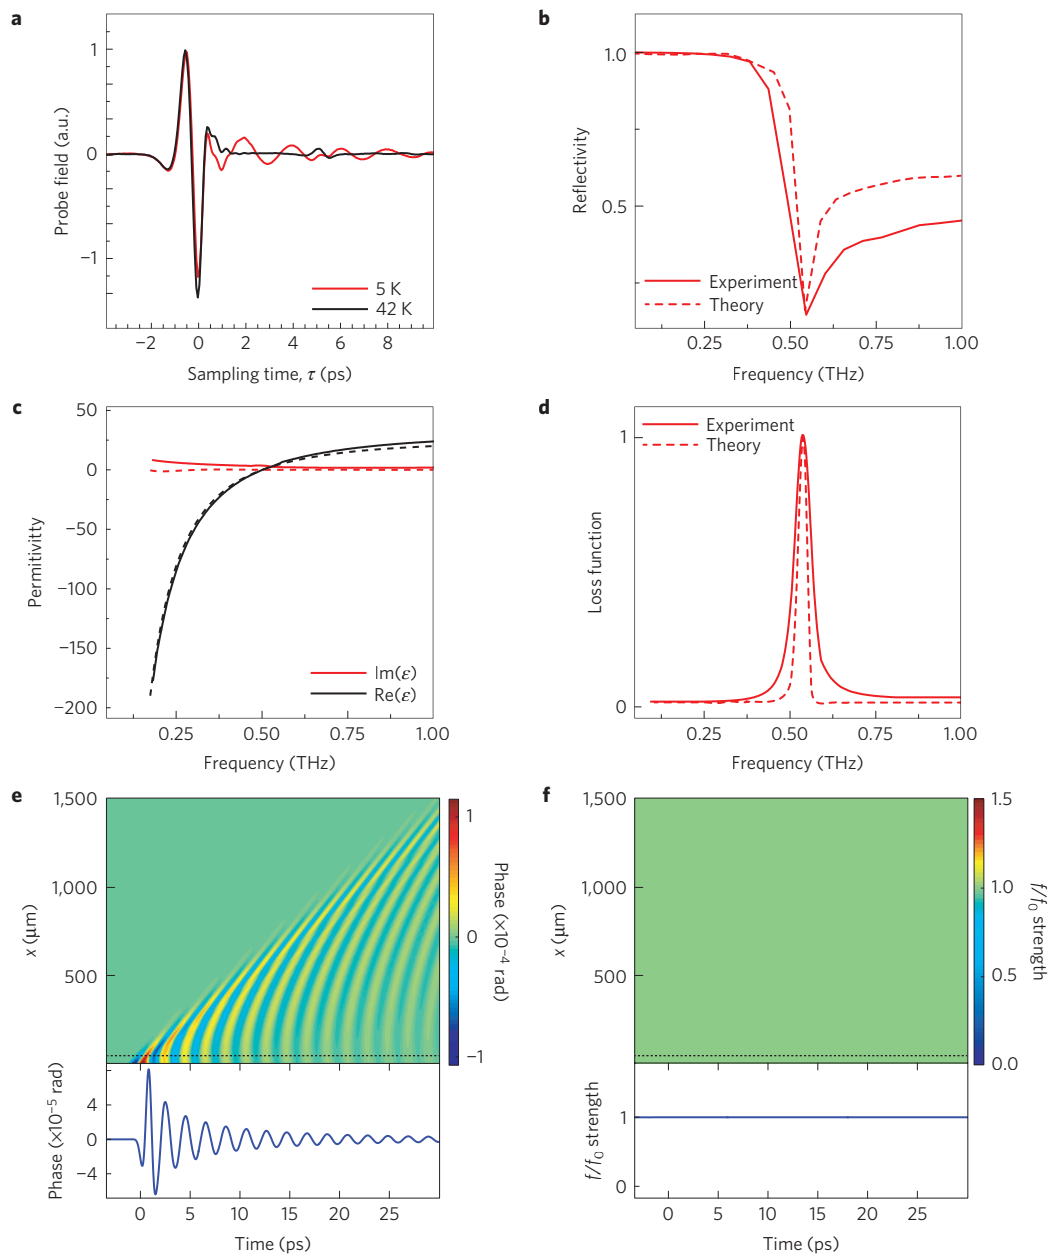 a
1
0
−1
Probe field (a.u.)
5 K
42 K
−2
0
2
4
6
8
Sampling time, τ (ps)
b
1.0
0.5
Reflectivity
Experiment
Theory
0.25
0.50
0.75
1.00
Frequency (THz)
c
50
0
−50
−100
−150
−200
Permitivitty
Im(ε)
Re(ε)
0.25
0.50
0.75
1.00
Frequency (THz)
d
1
0
Loss function
Experiment
Theory
0.25
0.50
0.75
1.00
Frequency (THz)
e
1,500
1,000
500
x (μm)
1
0
−1
Phase (×10⁻⁴ rad)
4
0
−4
Phase (×10⁻⁵ rad)
0
5
10
15
20
25
Time (ps)
f
1,500
1,000
500
x (μm)
1.5
1.0
0.5
0.0
f/f₀ strength
1
0
f/f₀ strength
0
5
10
15
20
25
Time (ps)